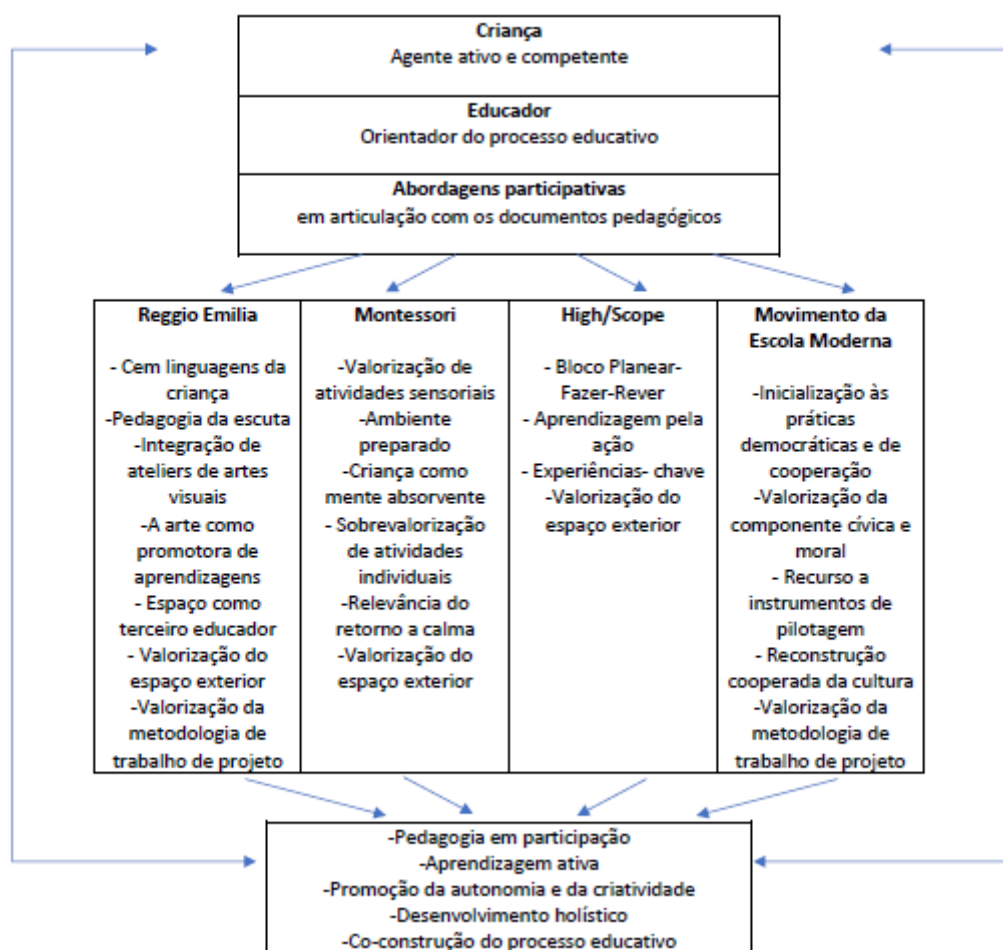 Criança
Agente ativo e competente
Educador
Orientador do processo educativo
Abordagens participativas
em articulação com os documentos pedagógicos
Reggio Emilia
- Cem linguagens da
criança
-Pedagogia da escuta
-Integração de
ateliers de artes
visuais
-A arte como
promotora de
aprendizagens
- Espaço como
terceiro educador
- Valorização do
espaço exterior
-Valorização da
metodologia de
trabalho de projeto
Montessori
-Valorização de
atividades sensoriais
-Ambiente
preparado
-Criança como
mente absorvente
- Sobrevalorização
de atividades
individuais
-Relevância do
retorno a calma
-Valorização do
espaço exterior
High/Scope
- Bloco Planear-
Fazer-Rever
- Aprendizagem pela
ação
- Experiências- chave
-Valorização do
espaço exterior
Movimento da
Escola Moderna
-Inicialização às
práticas
democráticas e de
cooperação
-Valorização da
componente cívica e
moral
- Recurso a
instrumentos de
pilotagem
- Reconstrução
cooperada da cultura
-Valorização da
metodologia de
trabalho de projeto
-Pedagogia em participação
-Aprendizagem ativa
-Promoção da autonomia e da criatividade
-Desenvolvimento holístico
-Co-construção do processo educativo